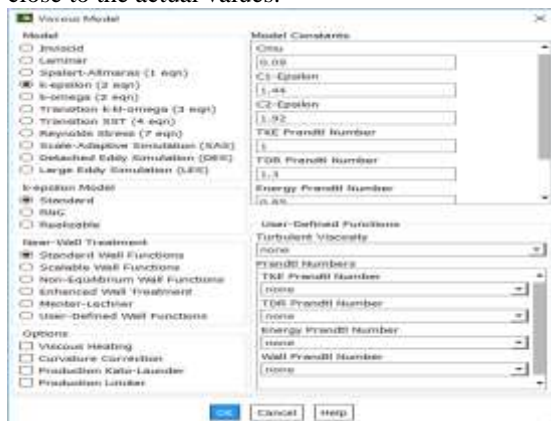 close to the actual values.
Viscous Model
Model
Inviscid
Laminar
Spalart-Allmaras (1 eqn)
k-epsilon (2 eqn)
k-omega (2 eqn)
Transition k-kl-omega (3 eqn)
Transition SST (4 eqn)
Reynolds Stress (7 eqn)
Scale-Adaptive Simulation (SAS)
Detached Eddy Simulation (DES)
Large Eddy Simulation (LES)
k-epsilon Model
Standard
RNG
Realizable
Near-Wall Treatment
Standard Wall Functions
Scalable Wall Functions
Non-Equilibrium Wall Functions
Enhanced Wall Treatment
Menter-Lechner
User-Defined Wall Functions
Options
Viscous Heating
Curvature Correction
Production Kato-Launder
Production Limiter
Model Constants
Cmu
0.09
C1-Epsilon
1.44
C2-Epsilon
1.92
TKE Prandtl Number
1
TDR Prandtl Number
1.3
Energy Prandtl Number
0.85
User-Defined Functions
Turbulent Viscosity
none
Prandtl Numbers
TKE Prandtl Number
none
TDR Prandtl Number
none
Energy Prandtl Number
none
Wall Prandtl Number
none
OK Cancel Help